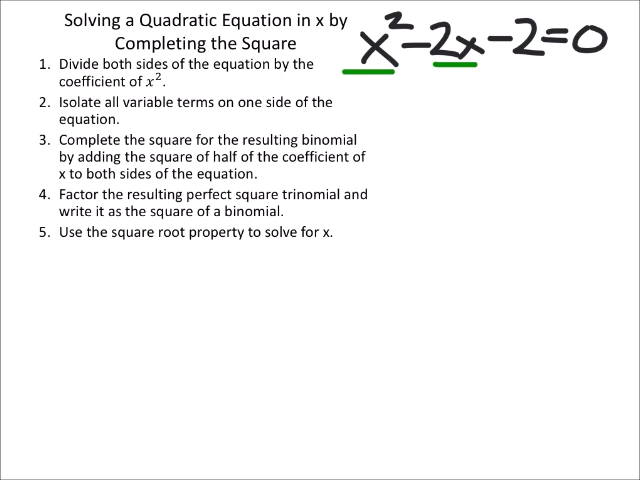 Solving a Quadratic Equation in x by
Completing the Square
x²-2x-2=0
1. Divide both sides of the equation by the
coefficient of x².
2. Isolate all variable terms on one side of the
equation.
3. Complete the square for the resulting binomial
by adding the square of half of the coefficient of
x to both sides of the equation.
4. Factor the resulting perfect square trinomial and
write it as the square of a binomial.
5. Use the square root property to solve for x.